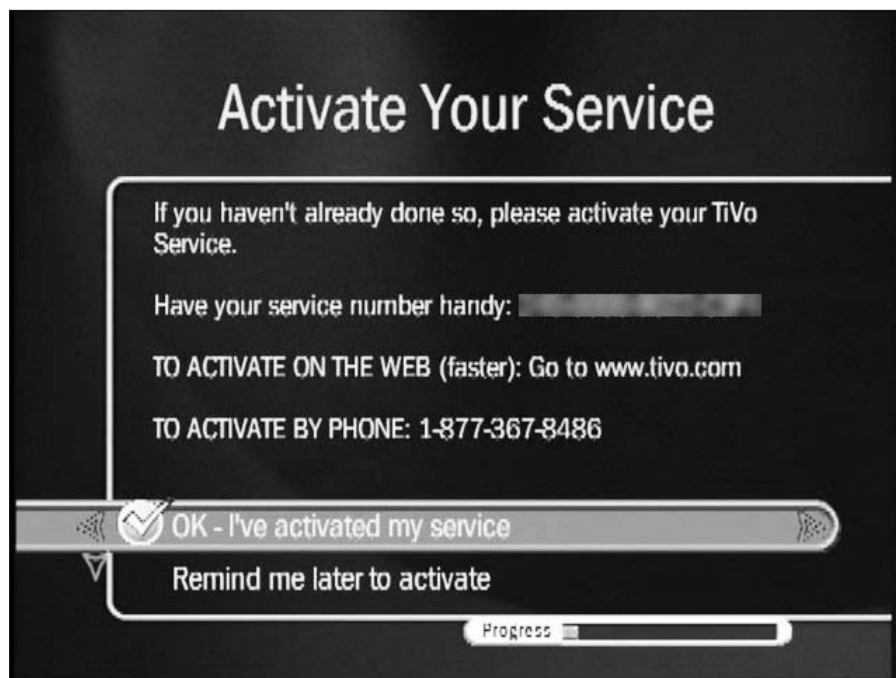 Activate Your Service
If you haven't already done so, please activate your TiVo
Service.
Have your service number handy:
TO ACTIVATE ON THE WEB (faster): Go to www.tivo.com
TO ACTIVATE BY PHONE: 1-877-367-8486
OK - I've activated my service
Remind me later to activate
Progress